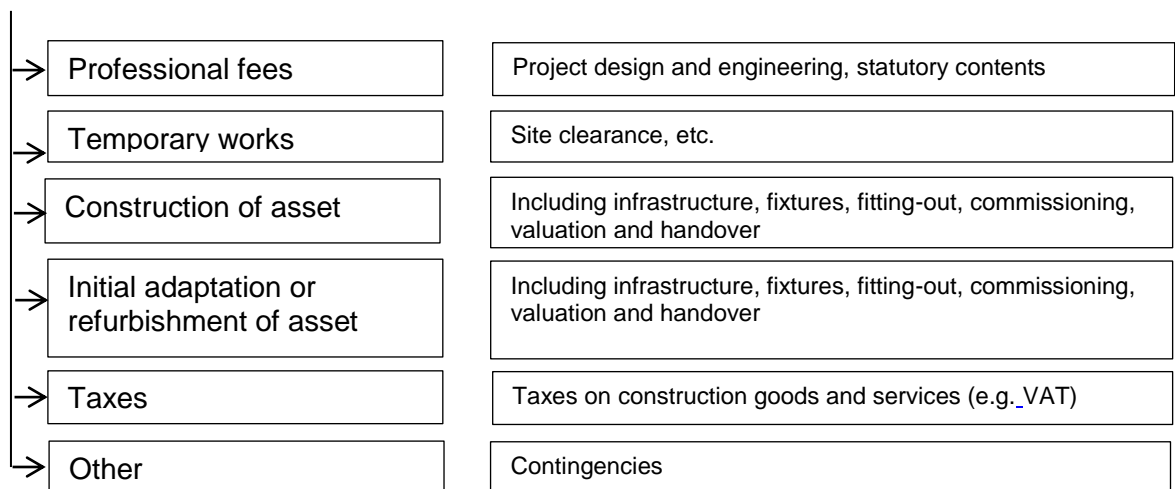 Professional fees
Project design and engineering, statutory contents
Temporary works
Site clearance, etc.
Construction of asset
Including infrastructure, fixtures, fitting-out, commissioning,
valuation and handover
Initial adaptation or
refurbishment of asset
Including infrastructure, fixtures, fitting-out, commissioning,
valuation and handover
Taxes
Taxes on construction goods and services (e.g. VAT)
Other
Contingencies